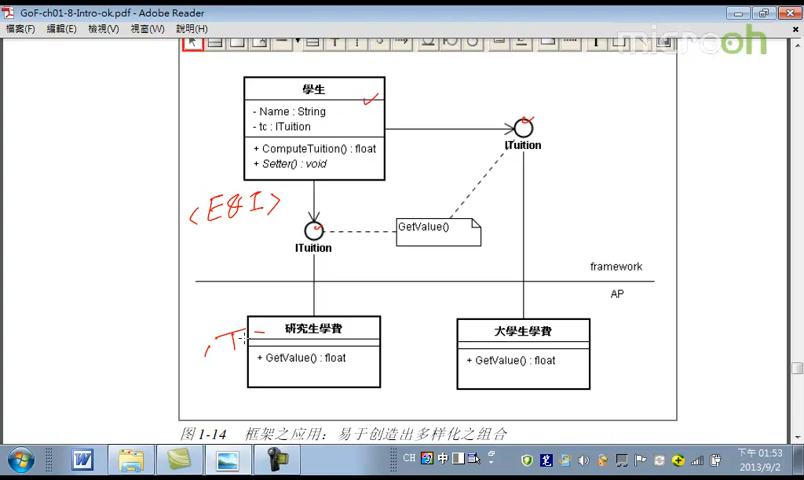 GoF-ch01-8-Intro-ok.pdf - Adobe Reader
檔案(F) 編輯(E) 檢視(V) 視窗(W) 說明(H)
microoh
學生
- Name : String
- tc : ITuition
+ ComputeTuition() : float
+ Setter() : void
ITuition
<E&I>
GetValue()
ITuition
framework
AP
, T -
研究生學費
+ GetValue() : float
大學生學費
+ GetValue() : float
图 1-14 框架之应用：易于创造出多样化之组合
CH 中
下午 01:53
2013/9/2